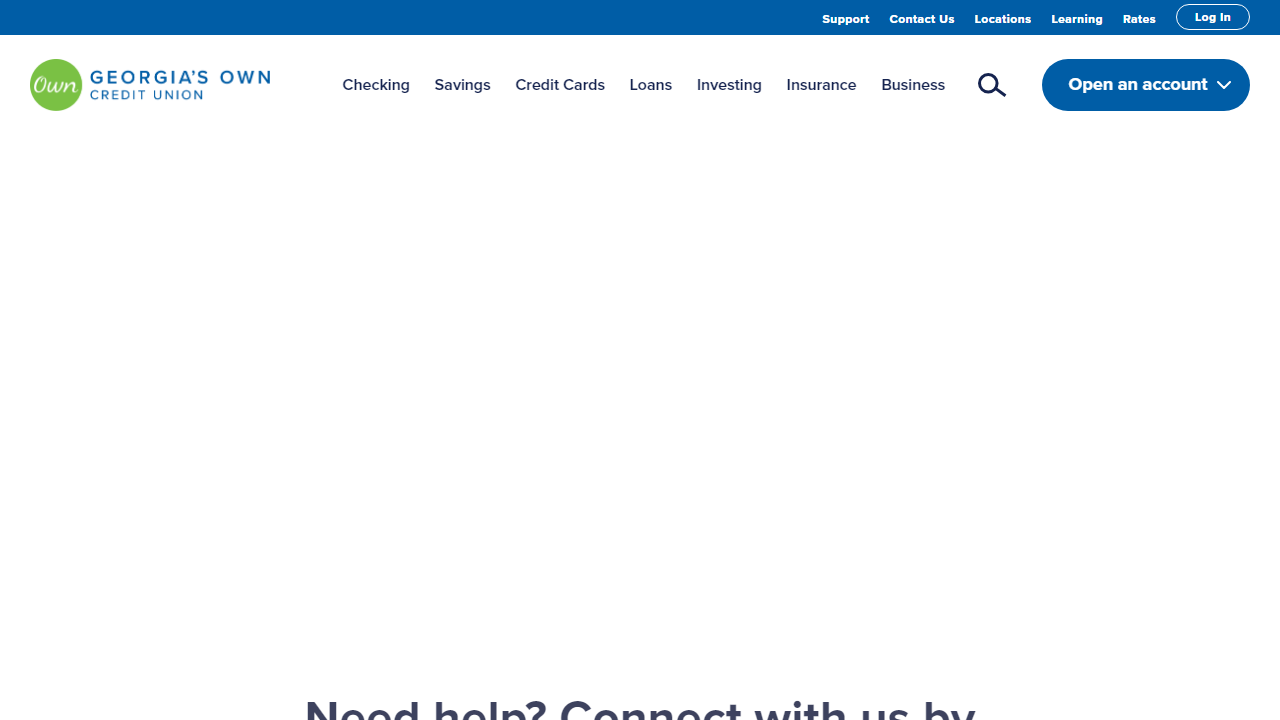 Support Contact Us Locations Learning Rates Log In
Own GEORGIA'S OWN
CREDIT UNION
Checking Savings Credit Cards Loans Investing Insurance Business Open an account
Need help? Connect with us by